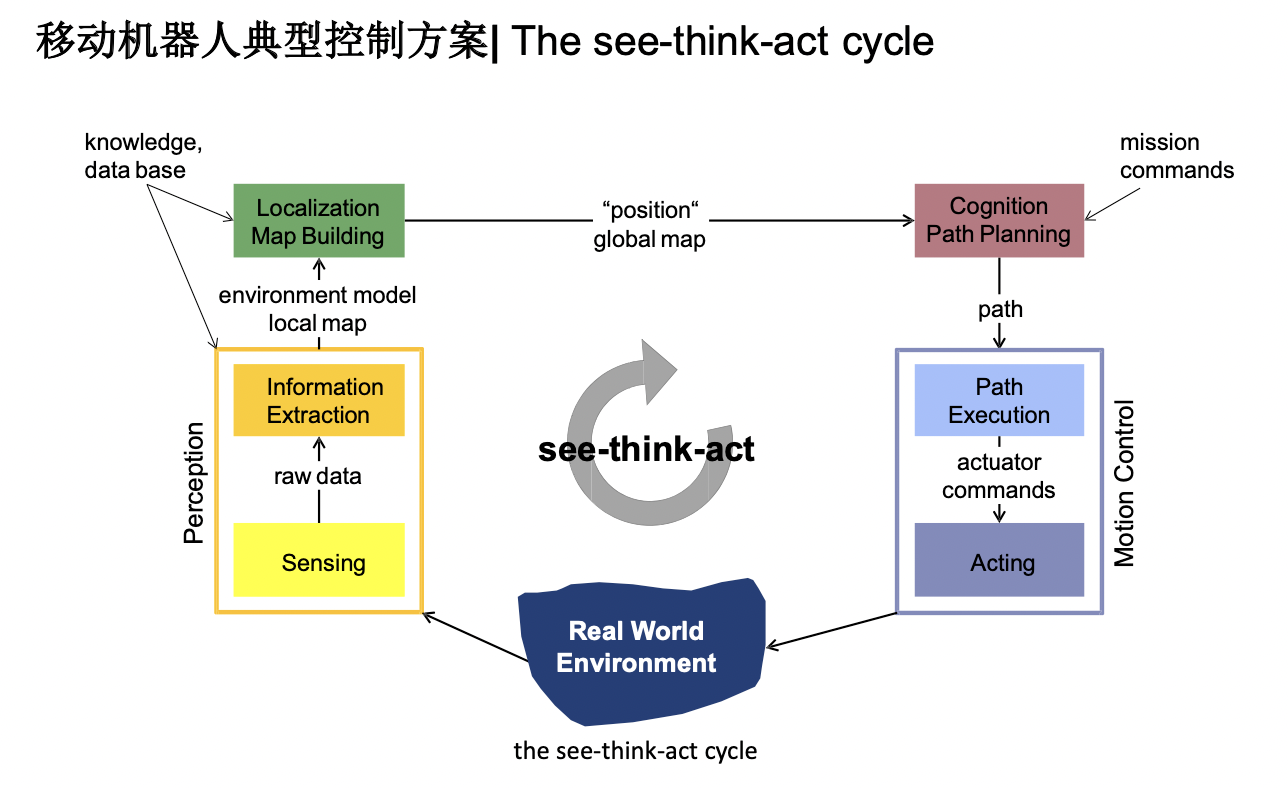 移动机器人典型控制方案| The see-think-act cycle
knowledge,
data base
mission
commands
Localization
Map Building
“position“
global map
Cognition
Path Planning
environment model
local map
path
Information
Extraction
raw data
Sensing
Perception
see-think-act
Path
Execution
actuator
commands
Acting
Motion Control
Real World
Environment
the see-think-act cycle